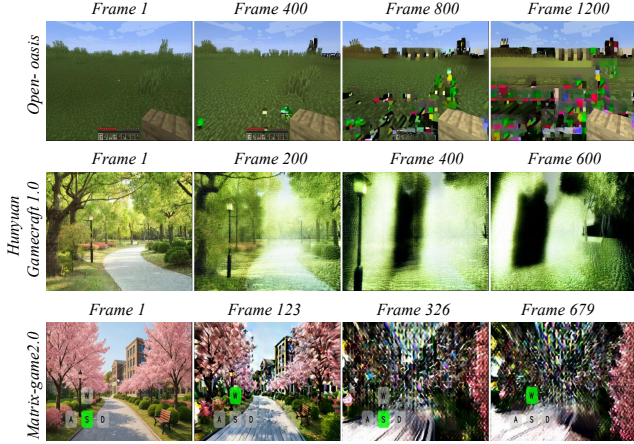 Frame 1 Frame 400 Frame 800 Frame 1200
Open- oasis
Frame 1 Frame 200 Frame 400 Frame 600
Hunyuan
Gamecraft 1.0
Frame 1 Frame 123 Frame 326 Frame 679
Matrix-game2.0
W W W W
A S D A S D A S D A S D